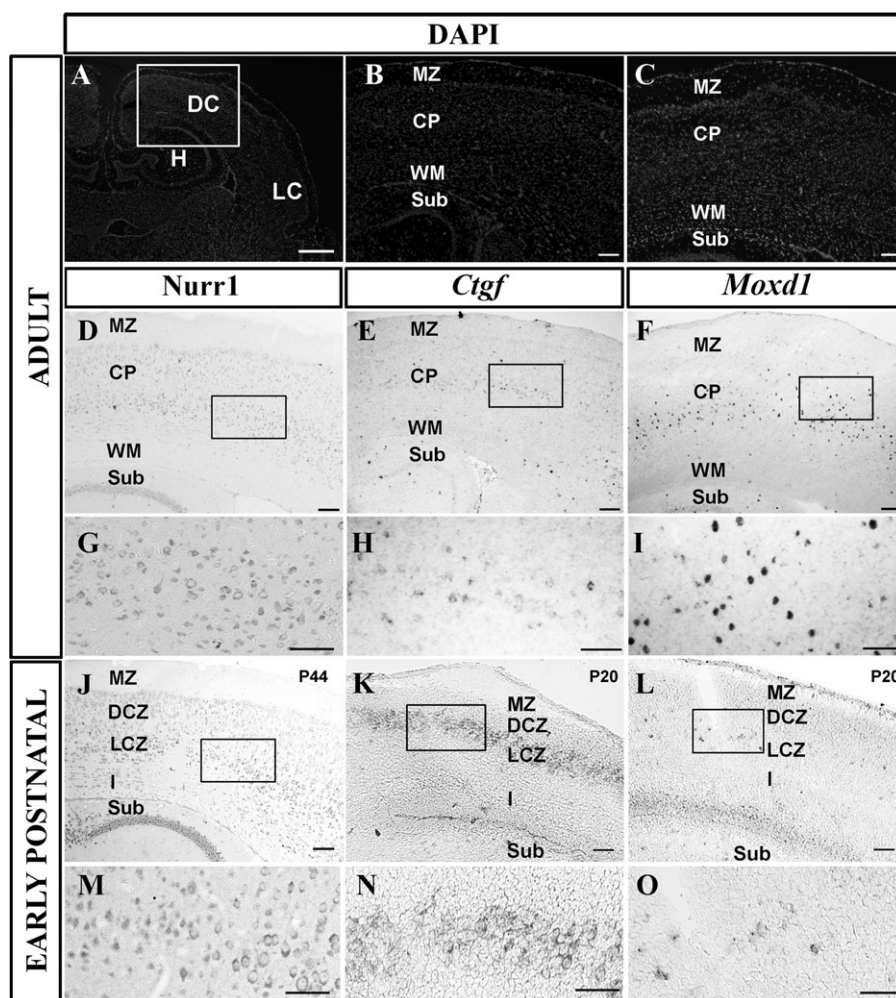 DAPI
ADULT
A
DC
H
LC
B
MZ
CP
WM
Sub
C
MZ
CP
WM
Sub
Nurr1
Ctgf
Moxd1
D
MZ
CP
WM
Sub
E
MZ
CP
WM
Sub
F
MZ
CP
WM
Sub
G
H
I
EARLY POSTNATAL
J
MZ
P44
DCZ
LCZ
I
Sub
K
P20
MZ
DCZ
LCZ
I
Sub
L
P20
MZ
DCZ
LCZ
I
Sub
M
N
O